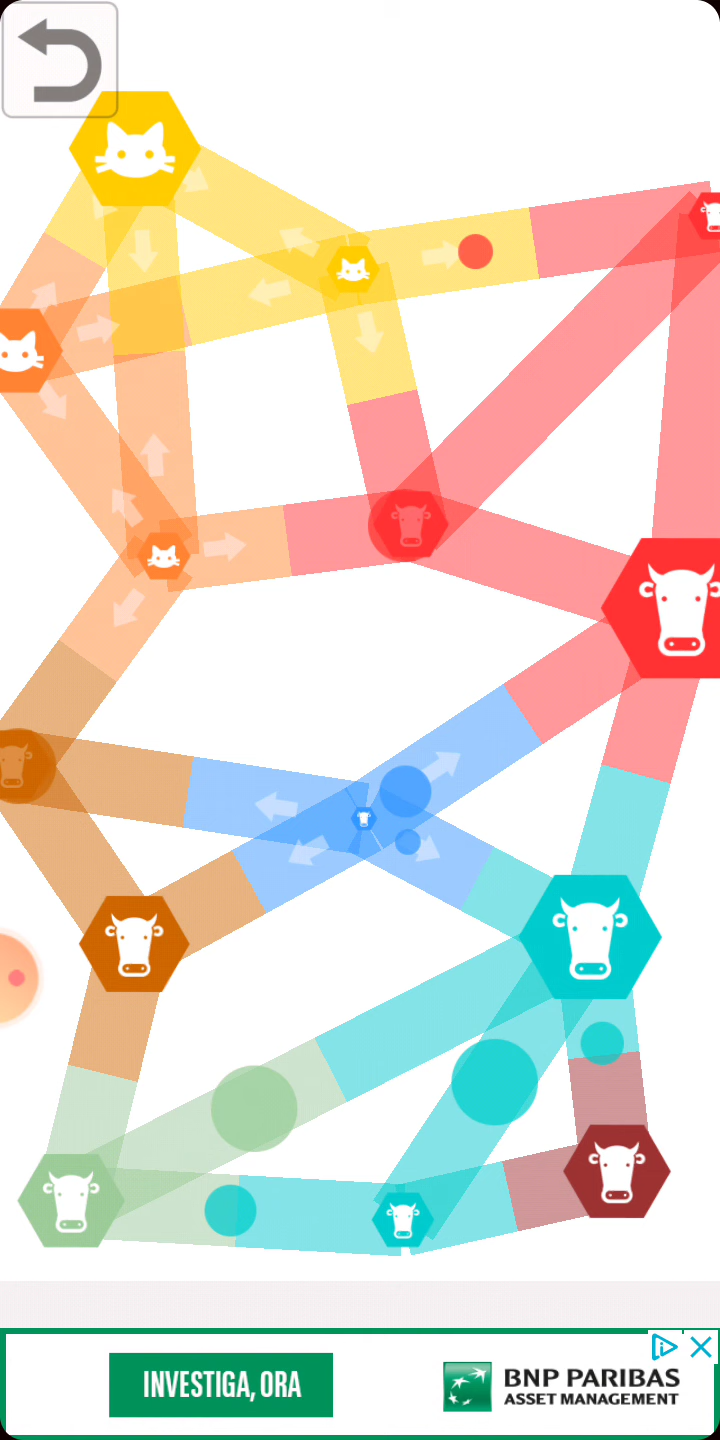 INVESTIGA, ORA
BNP PARIBAS
ASSET MANAGEMENT